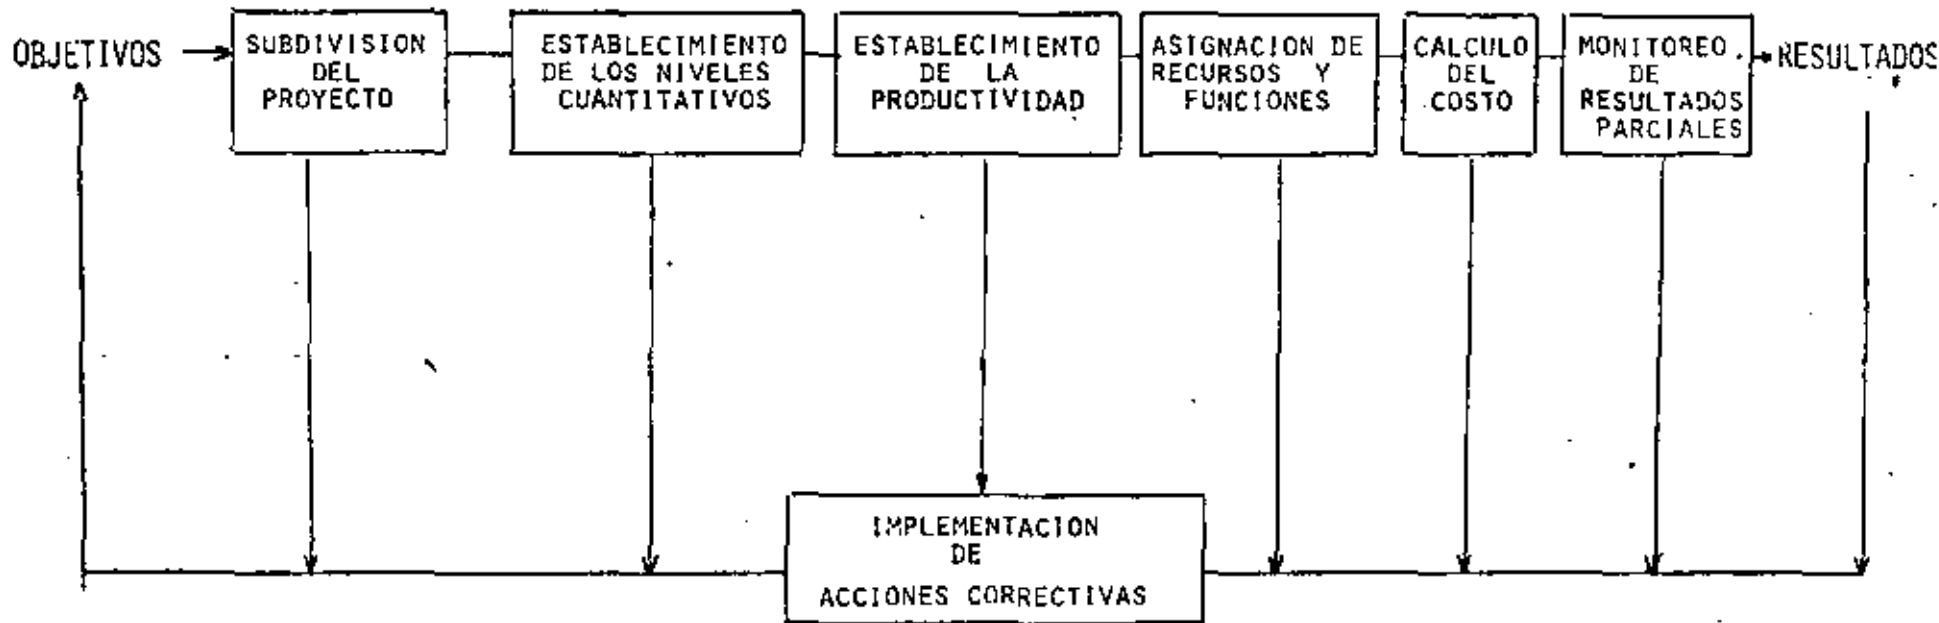 OBJETIVOS
SUBDIVISION
DEL
PROYECTO
ESTABLECIMIENTO
DE LOS NIVELES
CUANTITATIVOS
ESTABLECIMIENTO
DE LA
PRODUCTIVIDAD
ASIGNACION DE
RECURSOS Y
FUNCIONES
CALCULO
DEL
COSTO
MONITOREO
DE
RESULTADOS
PARCIALES
RESULTADOS
IMPLEMENTACION
DE
ACCIONES CORRECTIVAS